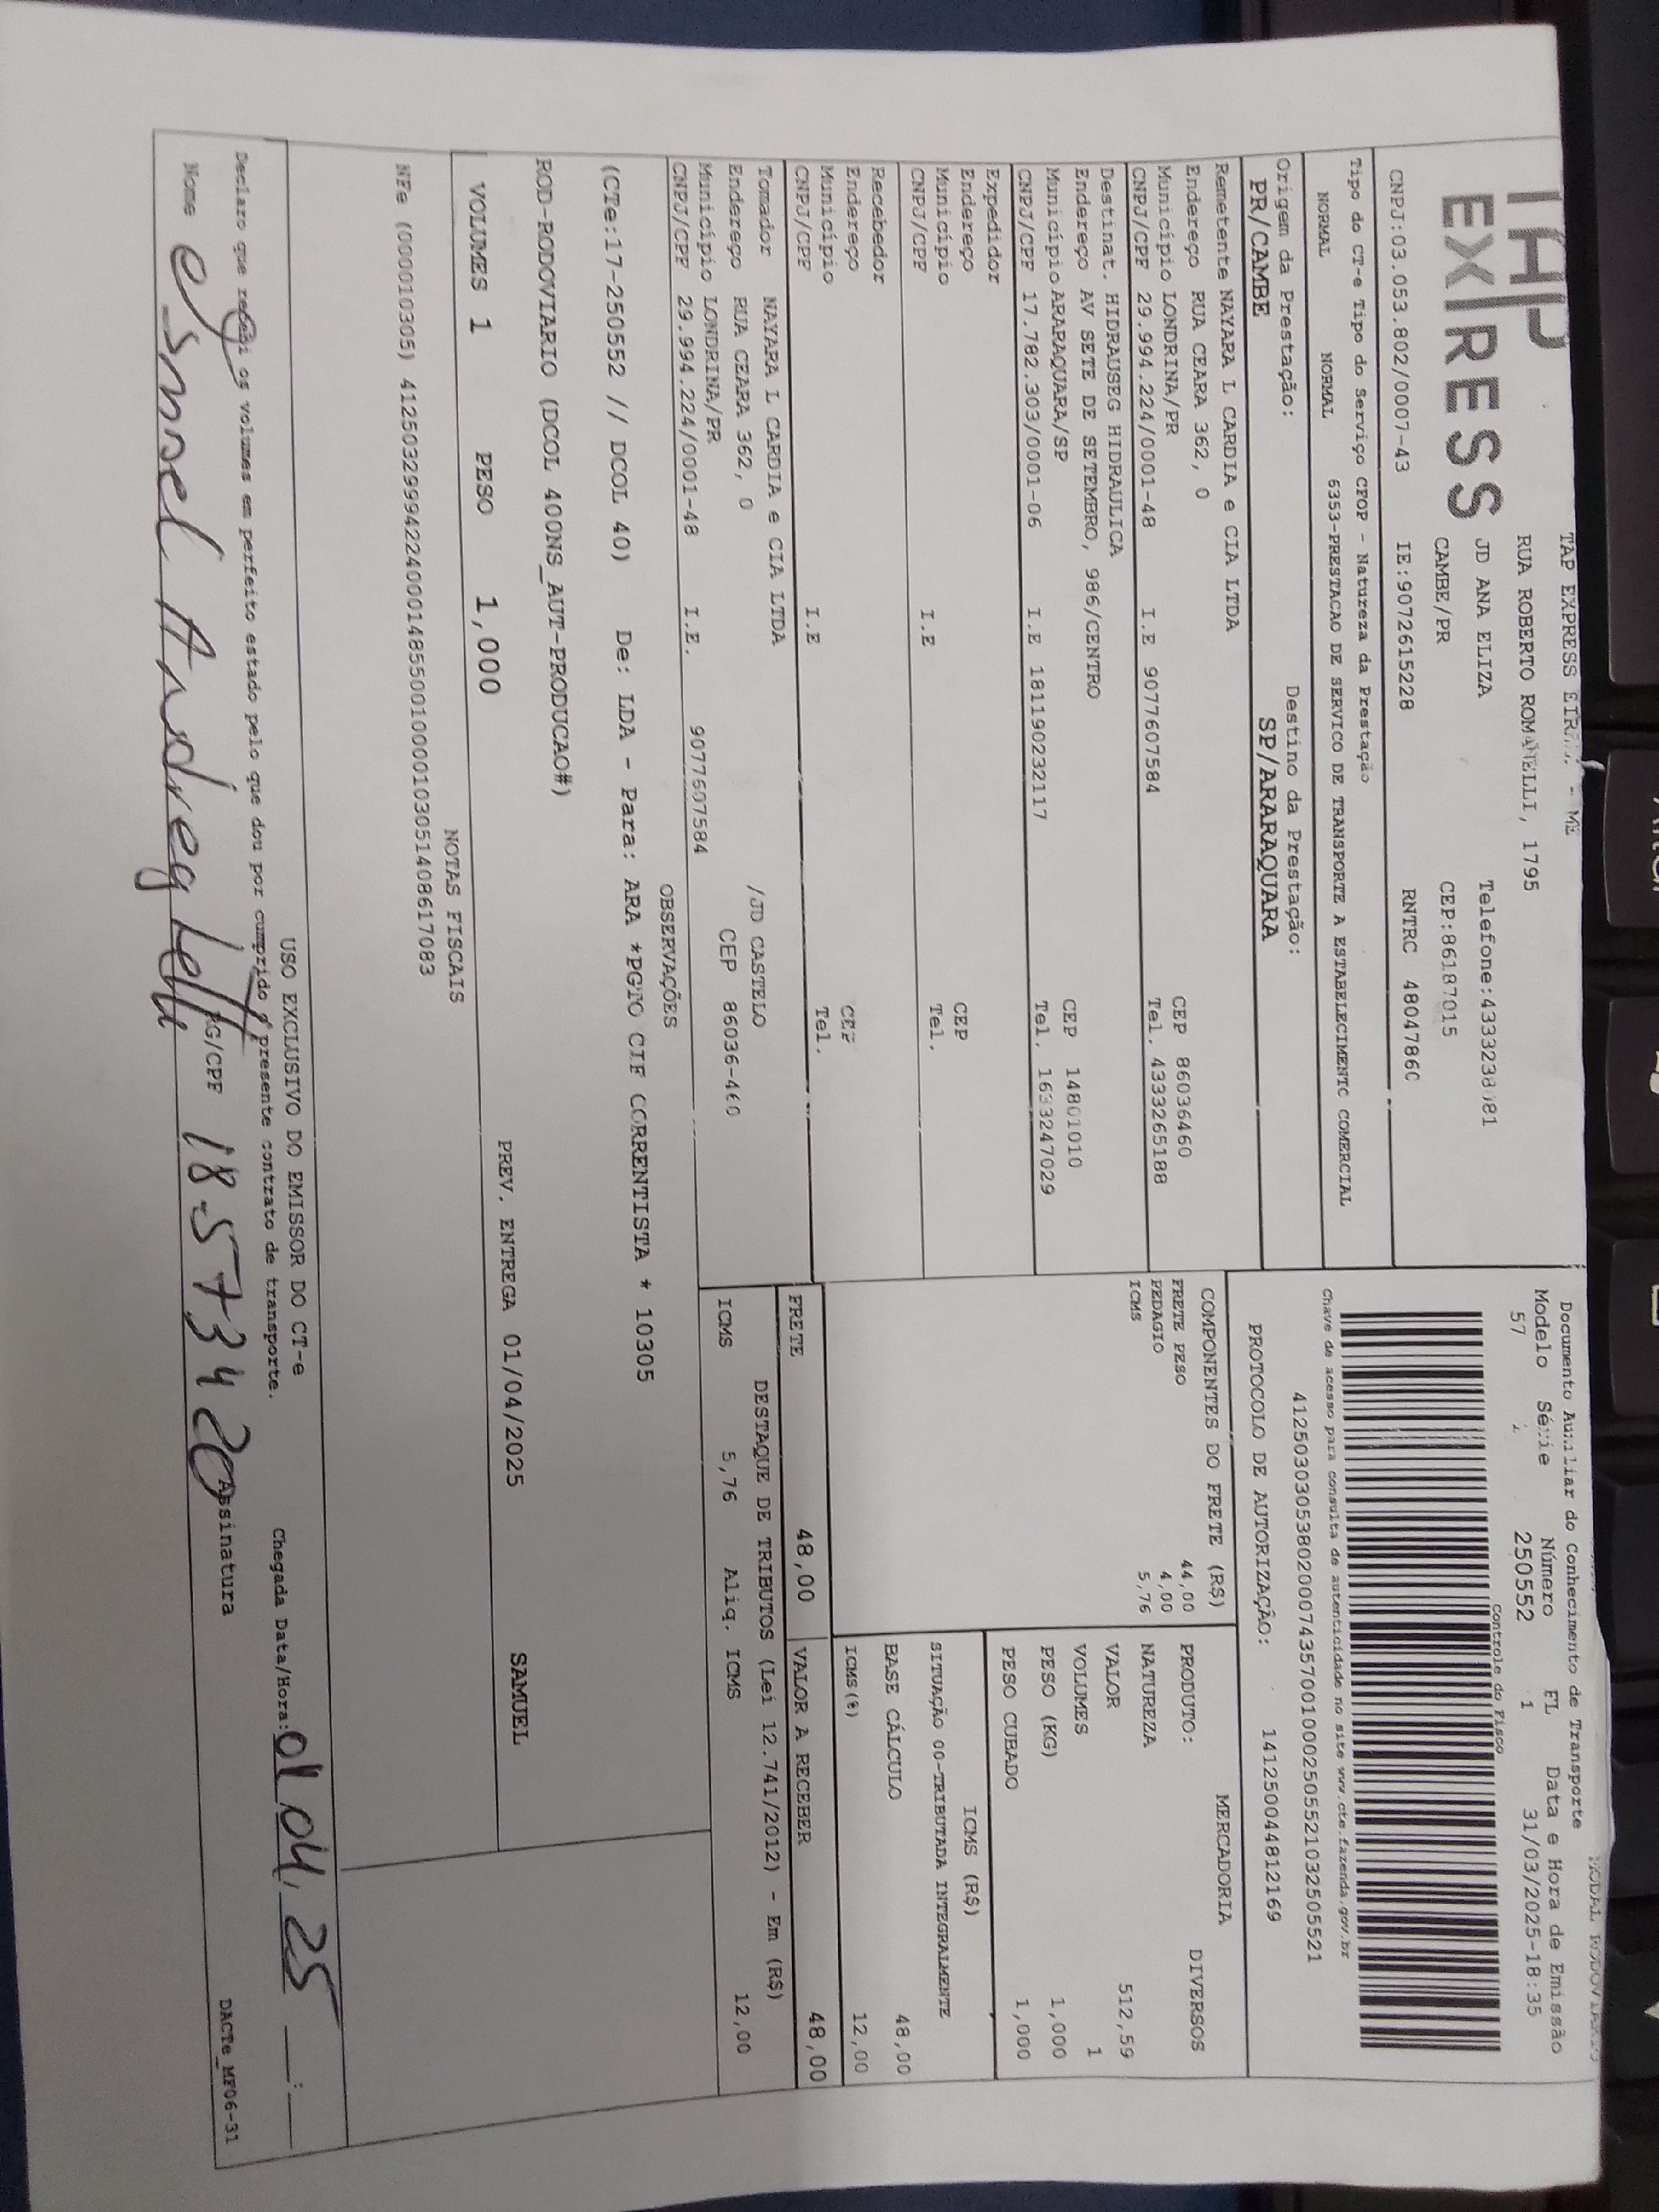 TAP EXPRESS
RUA ROBERTO ROMANELLI, 1795
JD ANA ELIZA
CAMBE/PR
CEP:86187015
CNPJ:03.053.802/0007-43 IE:9072615228 RNTRC 48047860
Documento Auxiliar do Conhecimento de Transporte
Modelo Série Número FL Data e Hora de Emissão
57 250552 1 31/03/2025-18:35
Controle do Fisco
Chave de acesso para consulta de autenticidade no site www.cte.fazenda.gov.br
41250303053802000743570010002505521032505521
PROTOCOLO DE AUTORIZAÇÃO: 141250044812169
Tipo do CT-e Tipo do Serviço CFOP - Natureza da Prestação
NORMAL NORMAL 6353-PRESTACAO DE SERVICO DE TRANSPORTE A ESTABELECIMENTO COMERCIAL
Origem da Prestação: Destino da Prestação:
PR/CAMBE SP/ARARAQUARA
Remetente NAYARA L CARDIA e CIA LTDA
Endereço RUA CEARA 362, 0 CEP 86036460
Município LONDRINA/PR Tel. 4333265188
CNPJ/CPF 29.994.224/0001-48 I.E 9077607584
Destinat. HIDRAUSEG HIDRAULICA
Endereço AV SETE DE SETEMBRO, 986/CENTRO CEP 14801010
Município ARARAQUARA/SP Tel. 1633247029
CNPJ/CPF 17.782.303/0001-06 I.E 181190232117
Expedidor
Endereço CEP
Município Tel.
CNPJ/CPF I.E
Recebedor
Endereço CEP
Município Tel.
CNPJ/CPF I.E
Tomador NAYARA L CARDIA e CIA LTDA
Endereço RUA CEARA 362, 0 /JD CASTELO
Município LONDRINA/PR CEP 86036-460
CNPJ/CPF 29.994.224/0001-48 I.E. 9077607584
COMPONENTES DO FRETE (R$)
FRETE PESO 44,00
PEDAGIO 4,00
ICMS 5,76
MERCADORIA
PRODUTO: DIVERSOS
NATUREZA
VALOR 512,59
VOLUMES 1
PESO (KG) 1,000
PESO CUBADO 1,000
ICMS (R$)
SITUAÇÃO 00-TRIBUTADA INTEGRALMENTE
BASE CÁLCULO 48,00
ICMS(%) 12,00
FRETE 48,00 VALOR A RECEBER 48,00
DESTAQUE DE TRIBUTOS (Lei 12.741/2012) - Em (R$)
ICMS 5,76 Aliq. ICMS 12,00
OBSERVAÇÕES
(CTe:17-250552 // DCOL 40) De: LDA - Para: ARA *PGTO CIF CORRENTISTA * 10305
ROD-RODOVIARIO (DCOL 400NS_AUT-PRODUCAO#)
VOLUMES 1 PESO 1,000 PREV. ENTREGA 01/04/2025 SAMUEL
NOTAS FISCAIS
NFe (000010305) 41250329994224000148550010000103051408617083
USO EXCLUSIVO DO EMISSOR DO CT-e
Declaro que recebi os volumes em perfeito estado pelo que dou por cumprido o presente contrato de transporte.
Chegada Data/Hora: 01/04/25 __:__
Nome RG/CPF 18.573420 Assinatura
DACTe_MF06-31